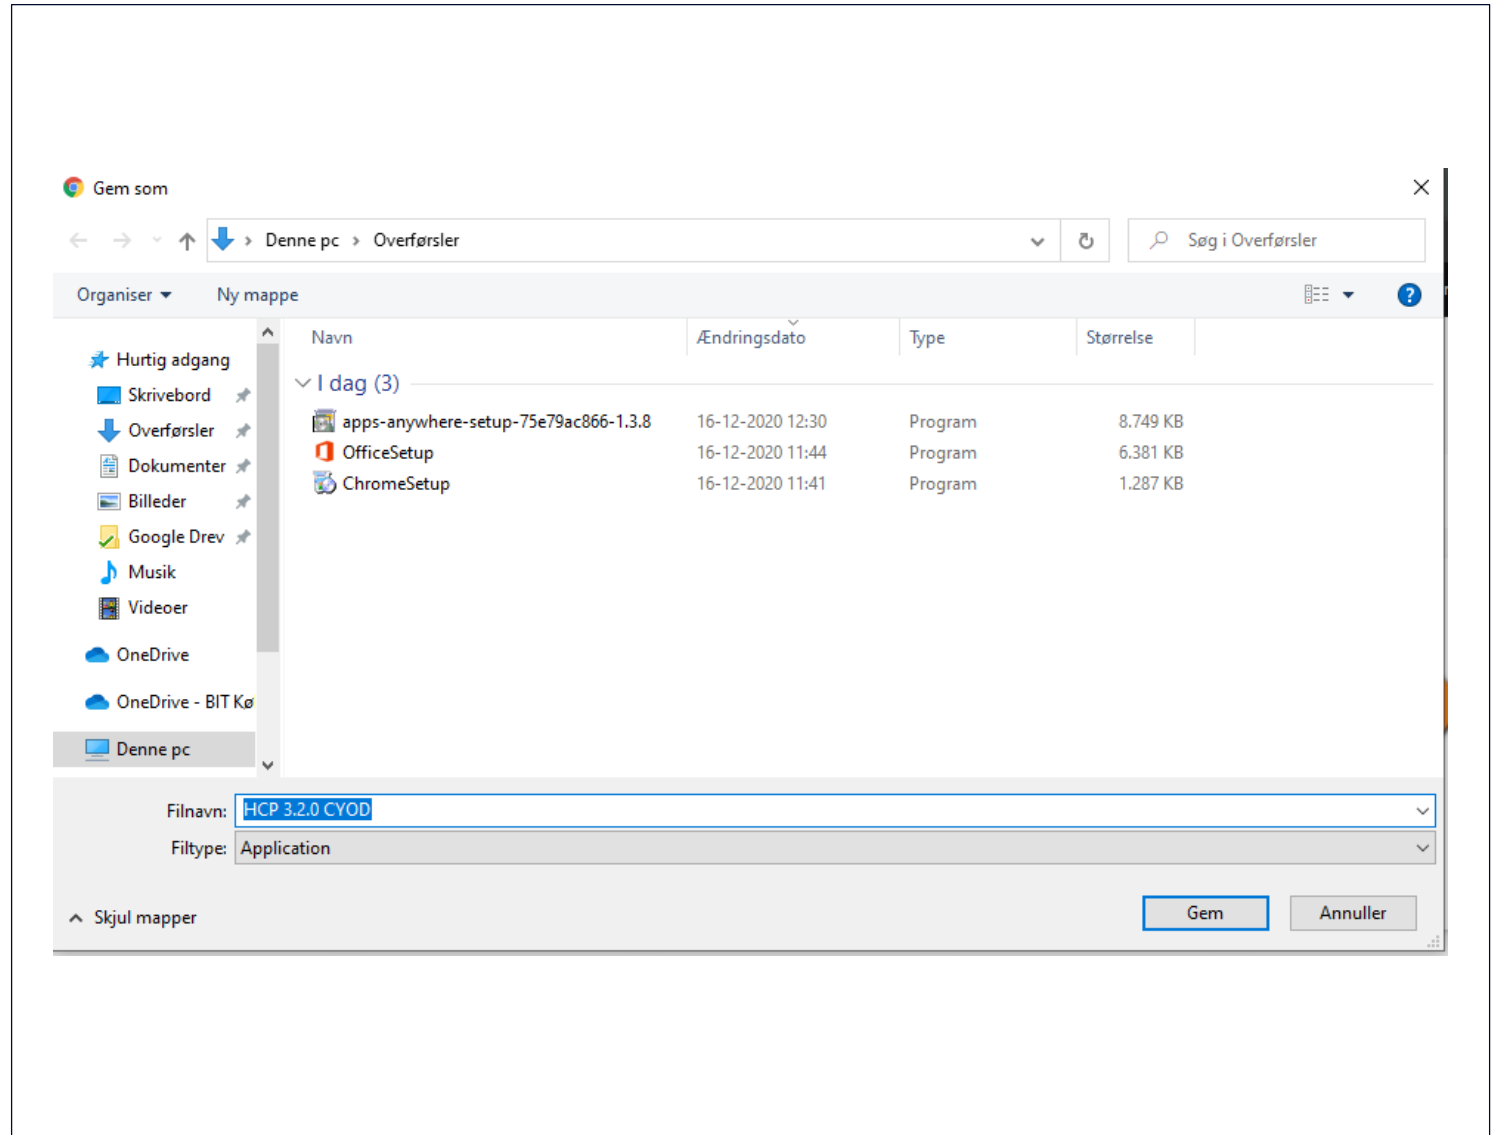 Gem som
Denne pc > Overførsler
Søg i Overførsler
Organiser
Ny mappe
Navn
Ændringsdato
Type
Størrelse
Hurtig adgang
Skrivebord
Overførsler
Dokumenter
Billeder
Google Drev
Musik
Videoer
OneDrive
OneDrive - BIT Kø
Denne pc
I dag (3)
apps-anywhere-setup-75e79ac866-1.3.8 16-12-2020 12:30 Program 8.749 KB
OfficeSetup 16-12-2020 11:44 Program 6.381 KB
ChromeSetup 16-12-2020 11:41 Program 1.287 KB
Filnavn: HCP 3.2.0 CYOD
Filtype: Application
Skjul mapper
Gem
Annuller